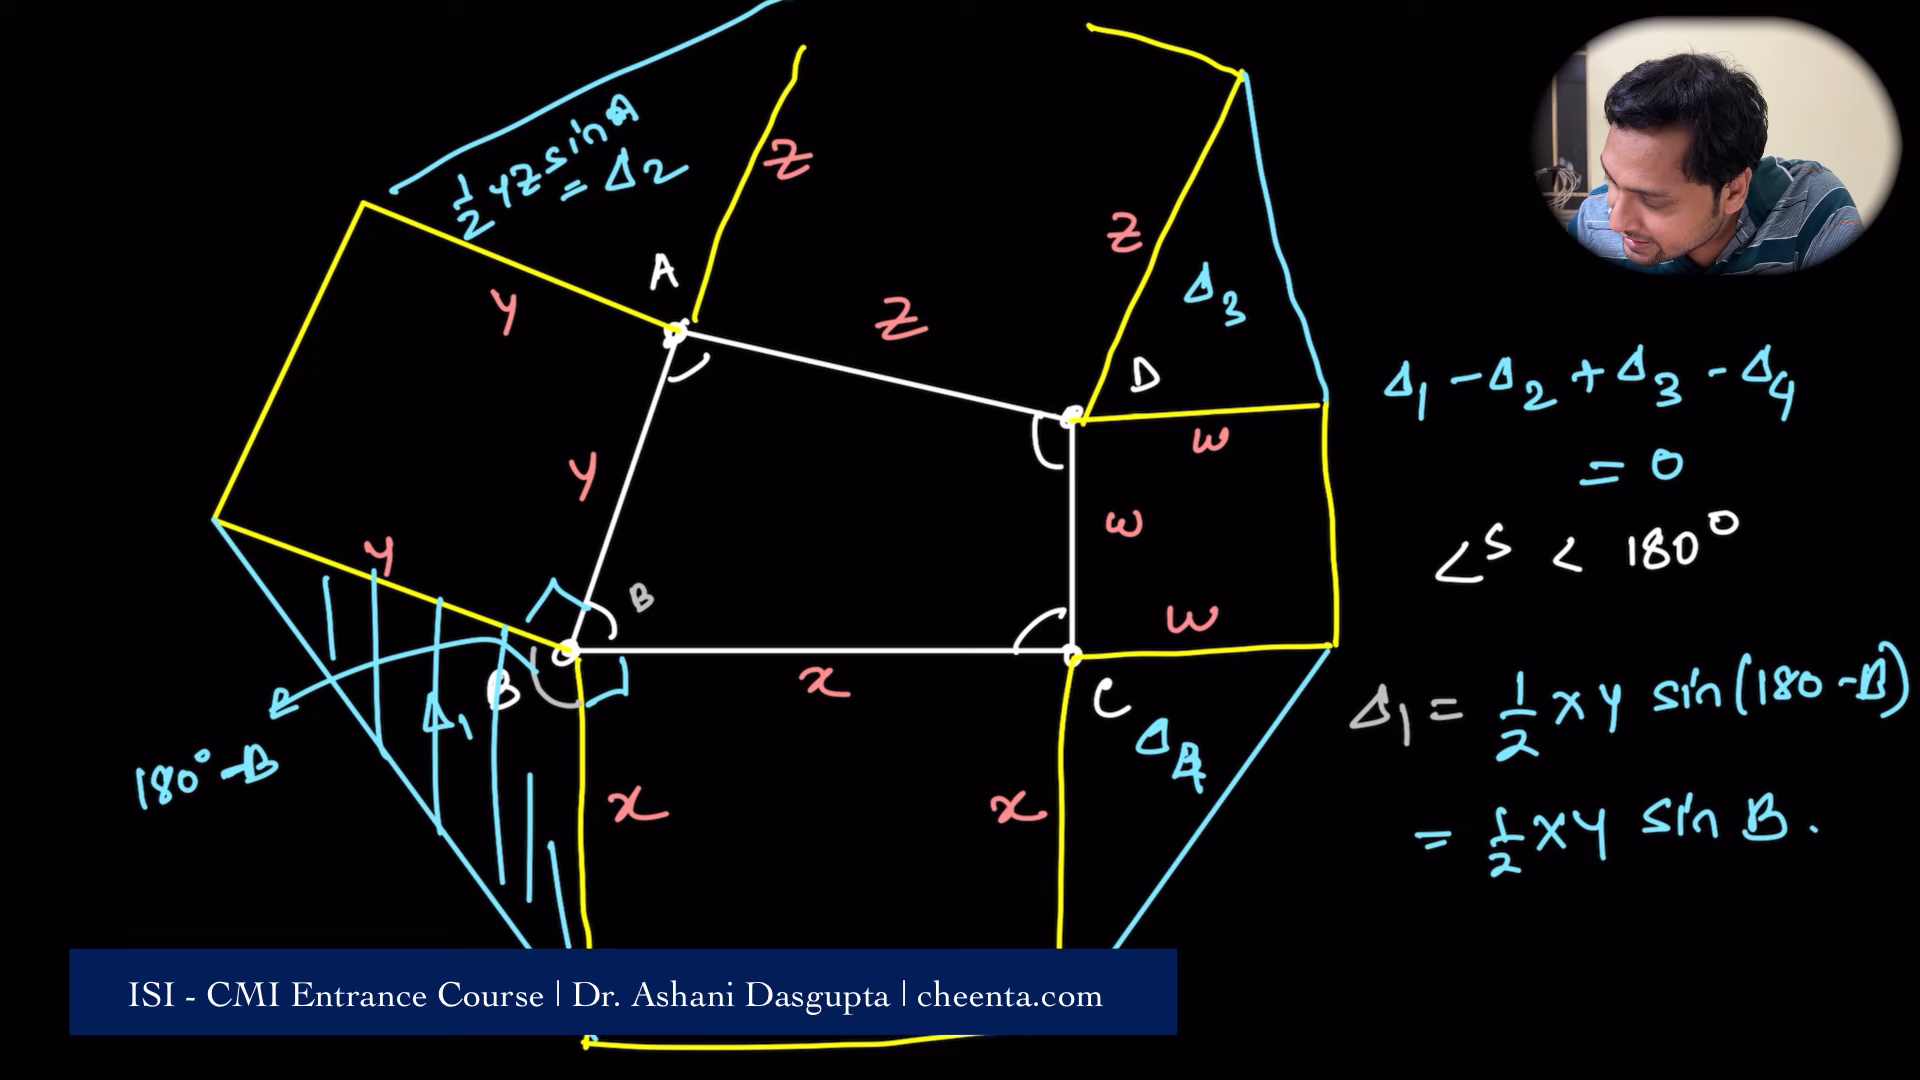 ½ yz sin A
= Δ2
z
A
y
z
z
Δ3
D
w
y
w
y
B
w
x
B
C
Δ1
Δ4
180° - B
x
x
Δ1 - Δ2 + Δ3 - Δ4
= 0
∠s < 180°
Δ1 = ½ xy sin(180 - B)
= ½ xy sin B.
ISI - CMI Entrance Course | Dr. Ashani Dasgupta | cheenta.com